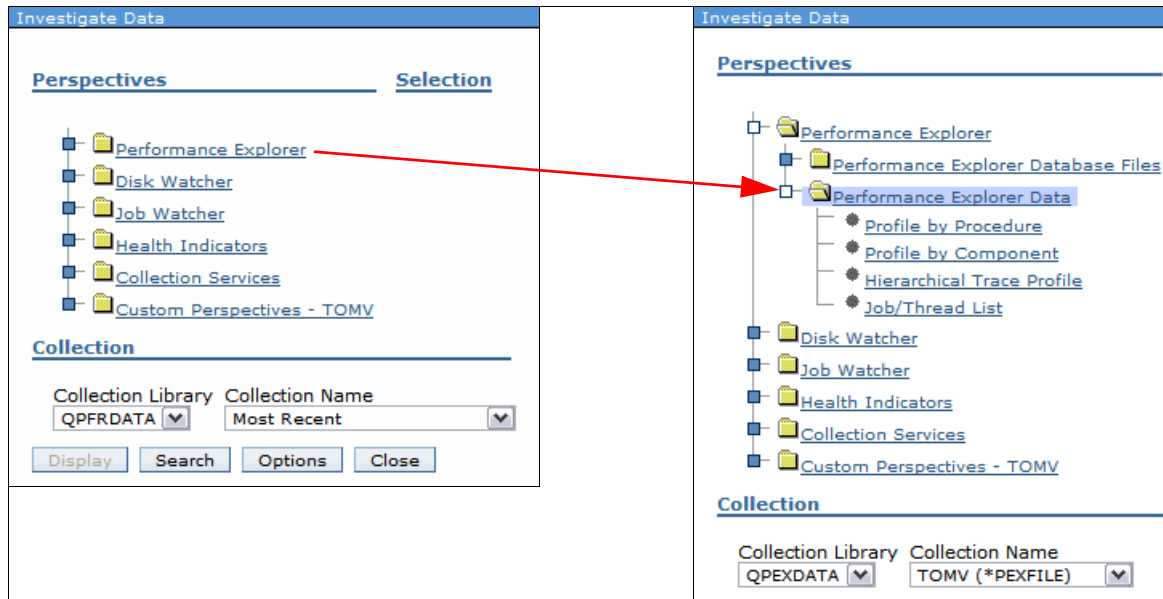 Investigate Data
Perspectives Selection
Performance Explorer
Disk Watcher
Job Watcher
Health Indicators
Collection Services
Custom Perspectives - TOMV
Collection
Collection Library Collection Name
QPFRDATA Most Recent
Display Search Options Close
Investigate Data
Perspectives
Performance Explorer
Performance Explorer Database Files
Performance Explorer Data
Profile by Procedure
Profile by Component
Hierarchical Trace Profile
Job/Thread List
Disk Watcher
Job Watcher
Health Indicators
Collection Services
Custom Perspectives - TOMV
Collection
Collection Library Collection Name
QPEXDATA TOMV (*PEXFILE)